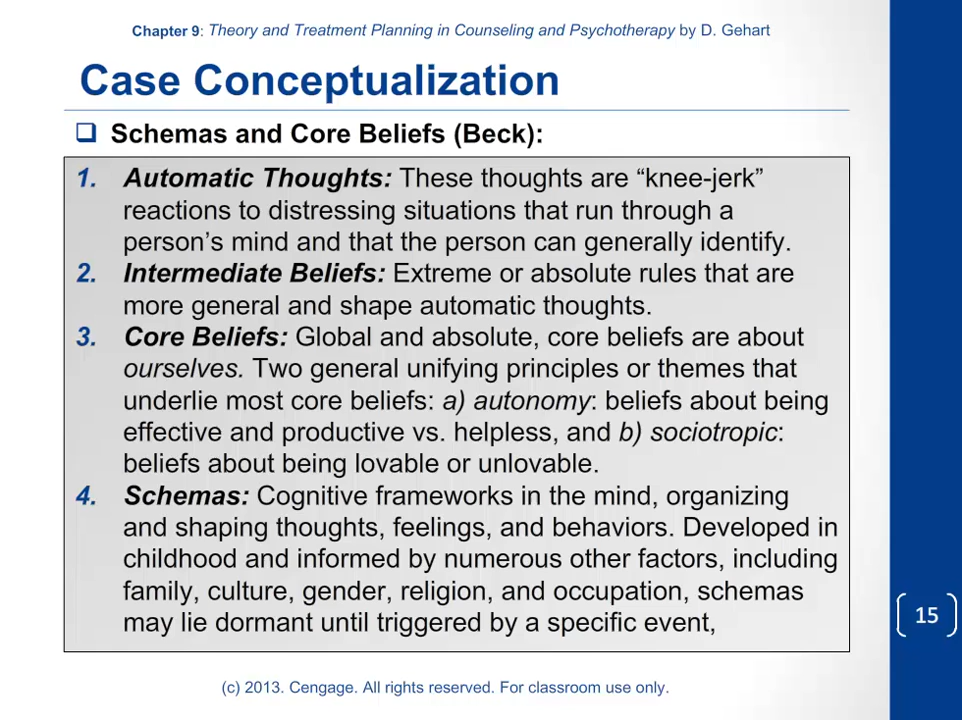 Chapter 9: Theory and Treatment Planning in Counseling and Psychotherapy by D. Gehart
Case Conceptualization
Schemas and Core Beliefs (Beck):
1. Automatic Thoughts: These thoughts are “knee-jerk”
reactions to distressing situations that run through a
person’s mind and that the person can generally identify.
2. Intermediate Beliefs: Extreme or absolute rules that are
more general and shape automatic thoughts.
3. Core Beliefs: Global and absolute, core beliefs are about
ourselves. Two general unifying principles or themes that
underlie most core beliefs: a) autonomy: beliefs about being
effective and productive vs. helpless, and b) sociotropic:
beliefs about being lovable or unlovable.
4. Schemas: Cognitive frameworks in the mind, organizing
and shaping thoughts, feelings, and behaviors. Developed in
childhood and informed by numerous other factors, including
family, culture, gender, religion, and occupation, schemas
may lie dormant until triggered by a specific event,
15
(c) 2013. Cengage. All rights reserved. For classroom use only.